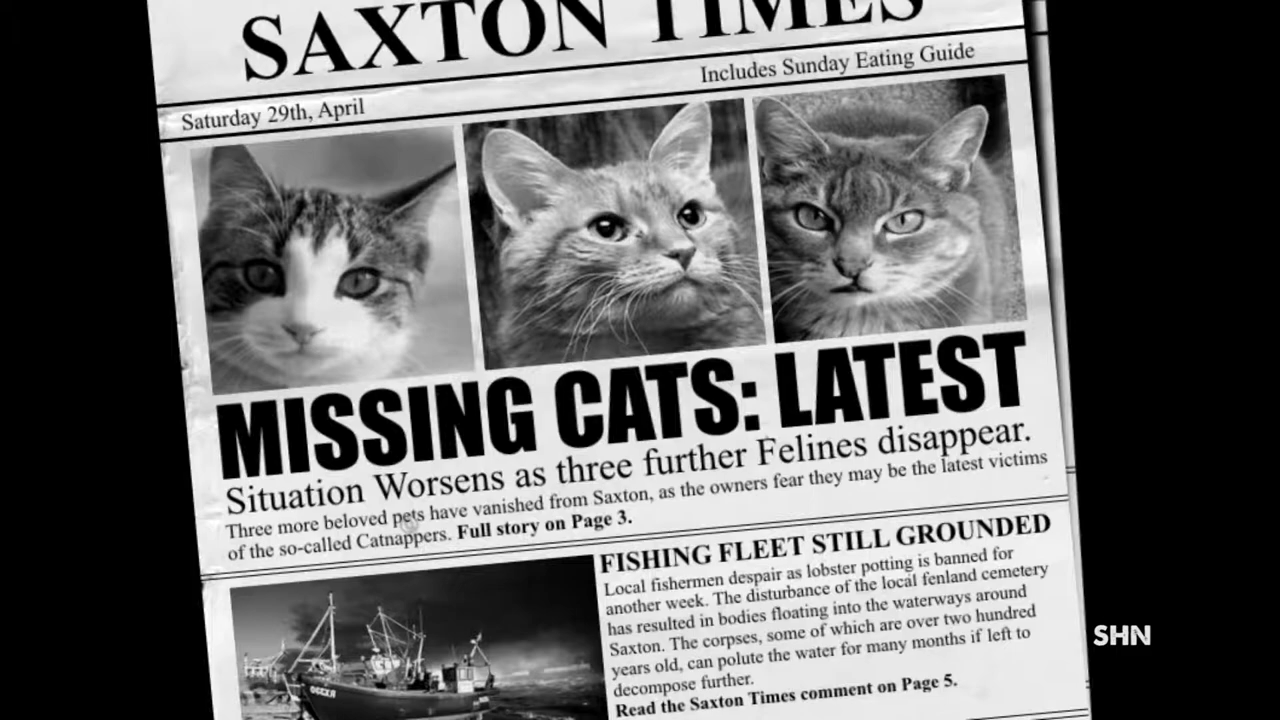 SAXTON TIMES
Includes Sunday Eating Guide
Saturday 29th, April
MISSING CATS: LATEST
Situation Worsens as three further Felines disappear.
Three more beloved pets have vanished from Saxton, as the owners fear they may be the latest victims
of the so-called Catnappers. Full story on Page 3.
FISHING FLEET STILL GROUNDED
Local fishermen despair as lobster potting is banned for
another week. The disturbance of the local fenland cemetery
has resulted in bodies floating into the waterways around
Saxton. The corpses, some of which are over two hundred
years old, can polute the water for many months if left to
decompose further.
Read the Saxton Times comment on Page 5.
SHN